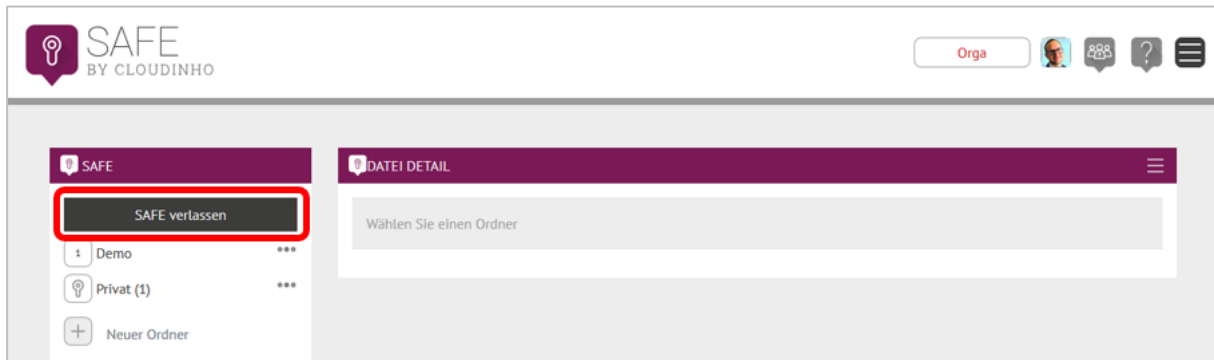 SAFE
BY CLOUDINHO
Orga
SAFE
SAFE verlassen
1 Demo
Privat (1)
Neuer Ordner
DATEI DETAIL
Wählen Sie einen Ordner